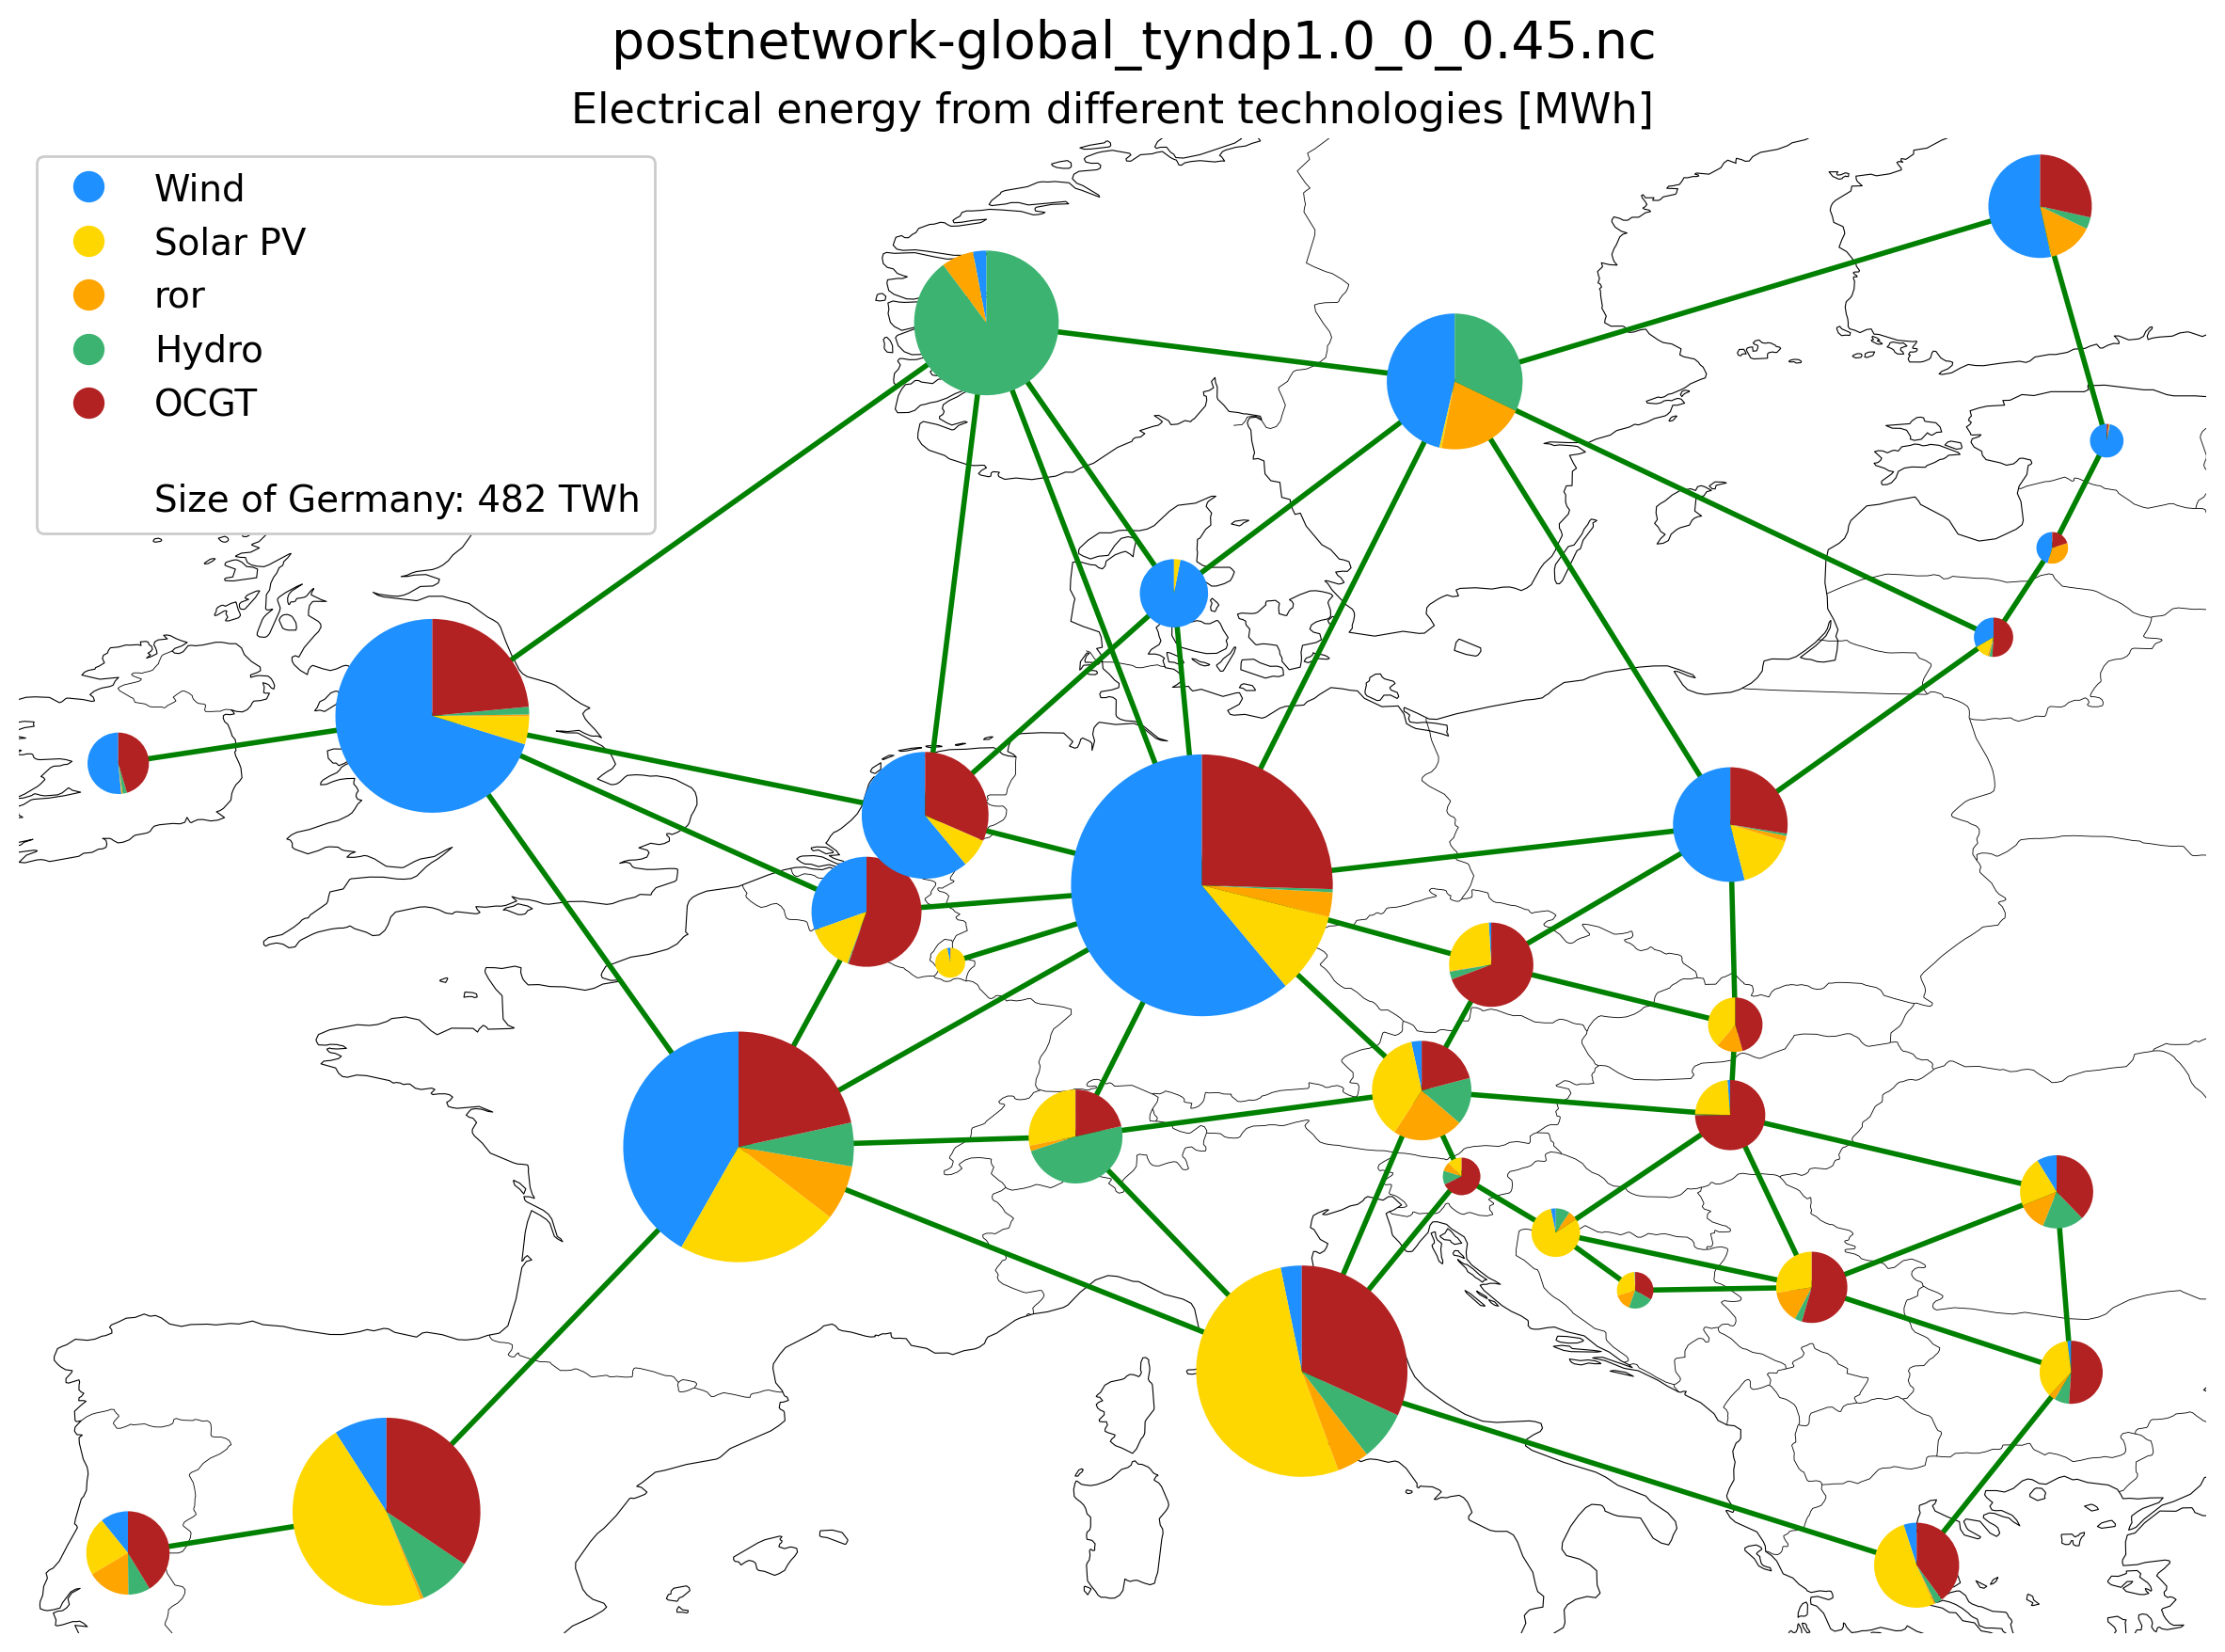 postnetwork-global_tyndp1.0_0_0.45.nc
Electrical energy from different technologies [MWh]
Wind
Solar PV
ror
Hydro
OCGT
Size of Germany: 482 TWh